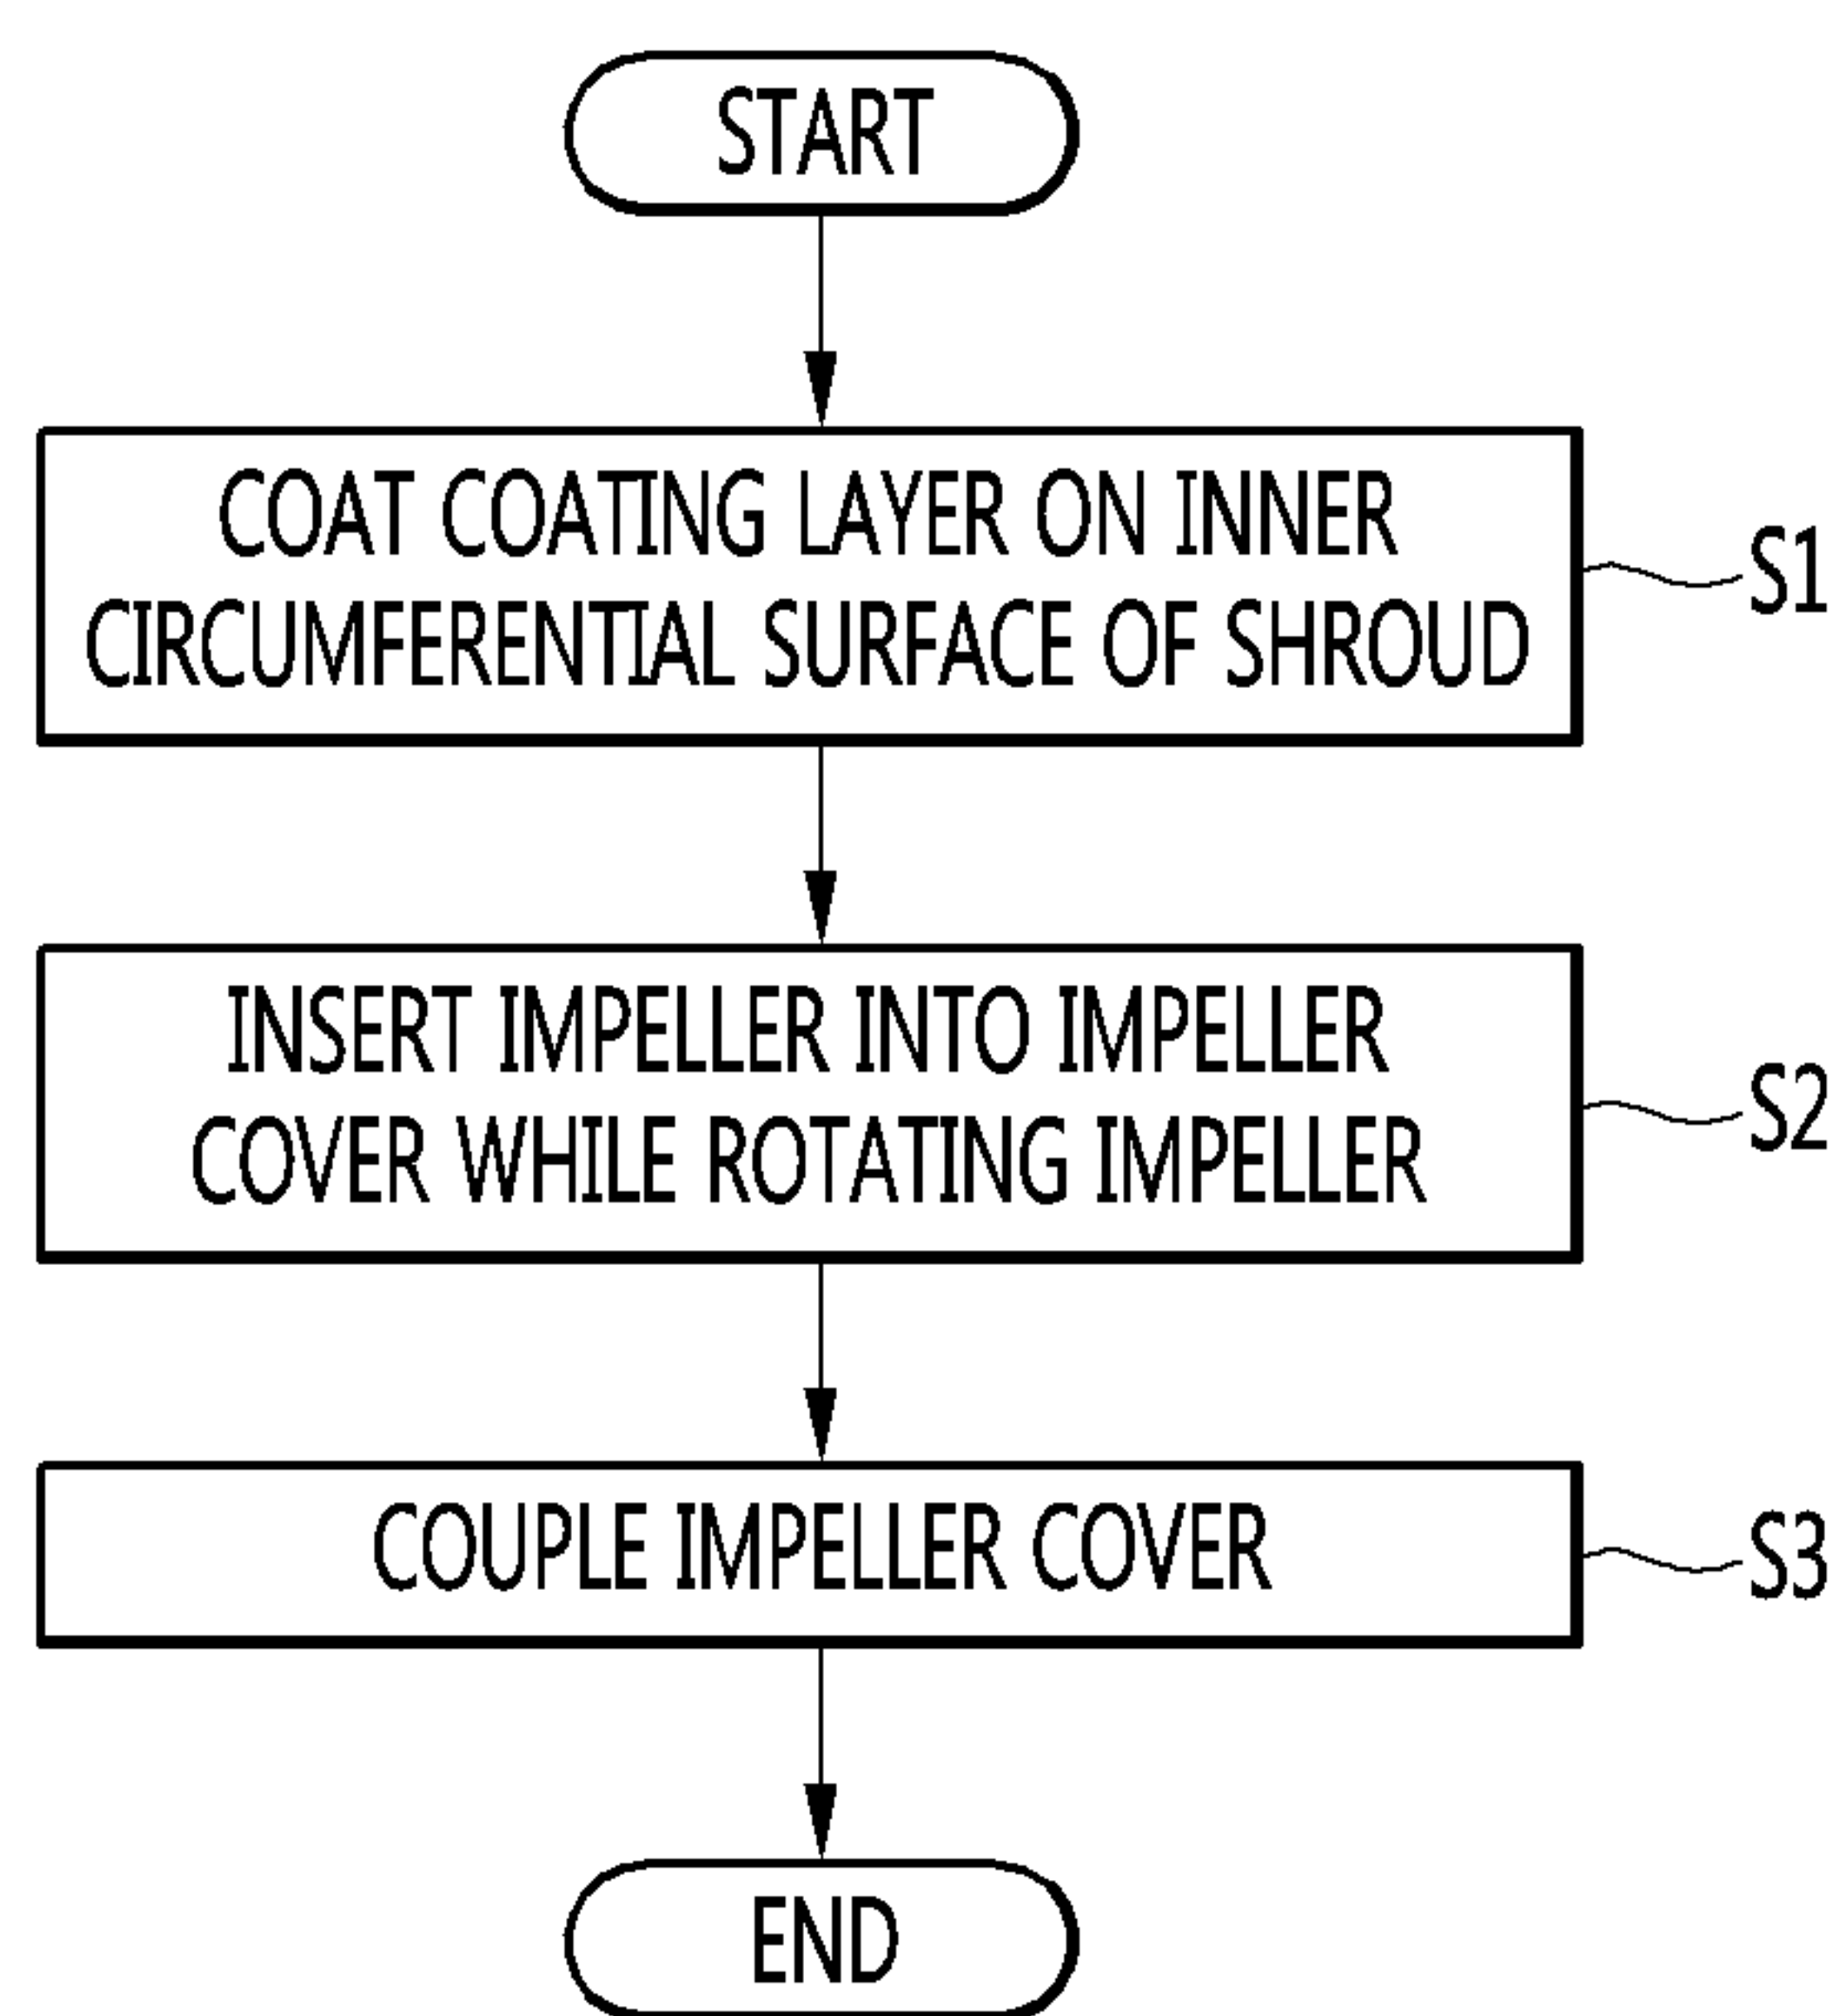 START
COAT COATING LAYER ON INNER
CIRCUMFERENTIAL SURFACE OF SHROUD
S1
INSERT IMPELLER INTO IMPELLER
COVER WHILE ROTATING IMPELLER
S2
COUPLE IMPELLER COVER
S3
END